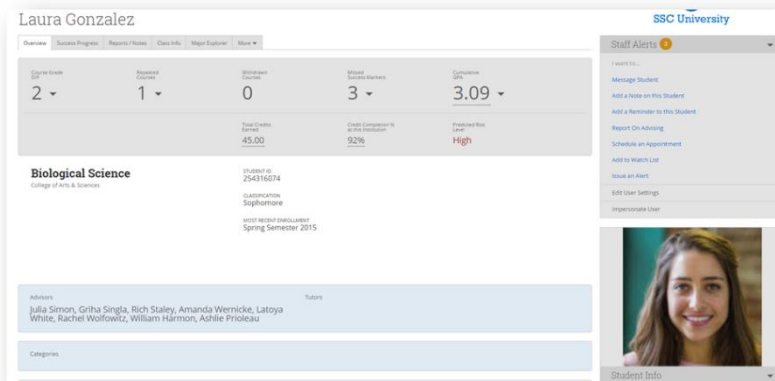 Laura Gonzalez
SSC University
Overview Success Progress Reports / Notes Class Info Major Explorer More
Staff Alerts 3
I want to...
Message Student
Add a Note on this Student
Add a Reminder to this Student
Report On Advising
Schedule an Appointment
Add to Watch List
Issue an Alert
Edit User Settings
Impersonate User
Course Grade
D/F
2
Repeated
Courses
1
Withdrawn
Courses
0
Missed
Success Markers
3
Cumulative
GPA
3.09
Total Credits
Earned
45.00
Credit Completion %
at this Institution
92%
Predicted Risk
Level
High
Biological Science
College of Arts & Sciences
STUDENT ID
254316074
CLASSIFICATION
Sophomore
MOST RECENT ENROLLMENT
Spring Semester 2015
Advisors
Julia Simon, Griha Singla, Rich Staley, Amanda Wernicke, Latoya
White, Rachel Wolfowitz, William Harmon, Ashlie Prioleau
Tutors
Categories
Student Info